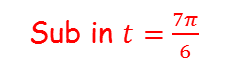 Sub in t = 7π/6